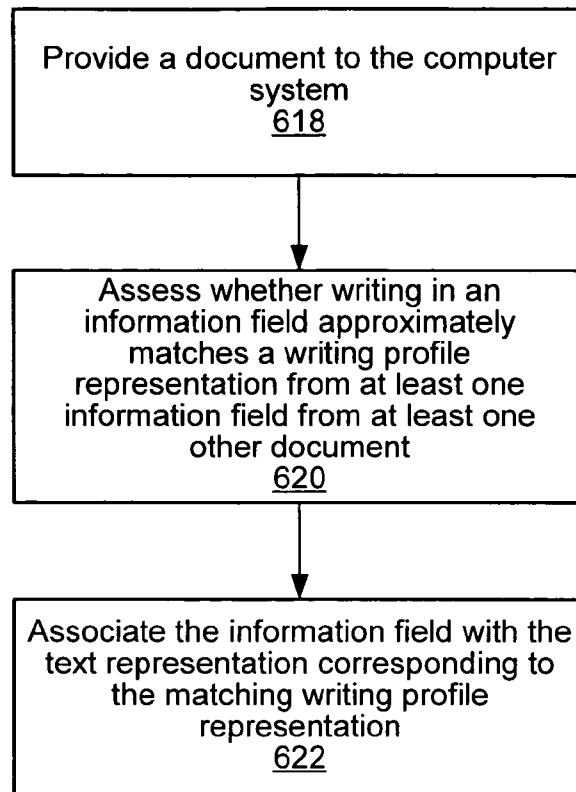 Provide a document to the computer
system
618
Assess whether writing in an
information field approximately
matches a writing profile
representation from at least one
information field from at least one
other document
620
Associate the information field with the
text representation corresponding to
the matching writing profile
representation
622